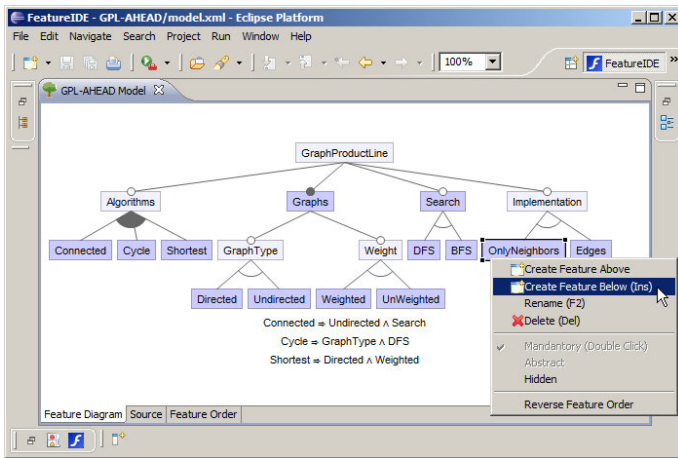 FeatureIDE - GPL-AHEAD/model.xml - Eclipse Platform
File Edit Navigate Search Project Run Window Help
100% FeatureIDE »
GPL-AHEAD Model
GraphProductLine
Algorithms Graphs Search Implementation
Connected Cycle Shortest GraphType Weight DFS BFS OnlyNeighbors Edges
Create Feature Above
Create Feature Below (Ins)
Directed Undirected Weighted UnWeighted
Rename (F2)
Connected ⇒ Undirected ∧ Search
Delete (Del)
Cycle ⇒ GraphType ∧ DFS
Mandantory (Double Click)
Shortest ⇒ Directed ∧ Weighted
Abstract
Hidden
Reverse Feature Order
Feature Diagram Source Feature Order